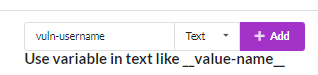 vuln-username Text + Add
Use variable in text like __value-name__